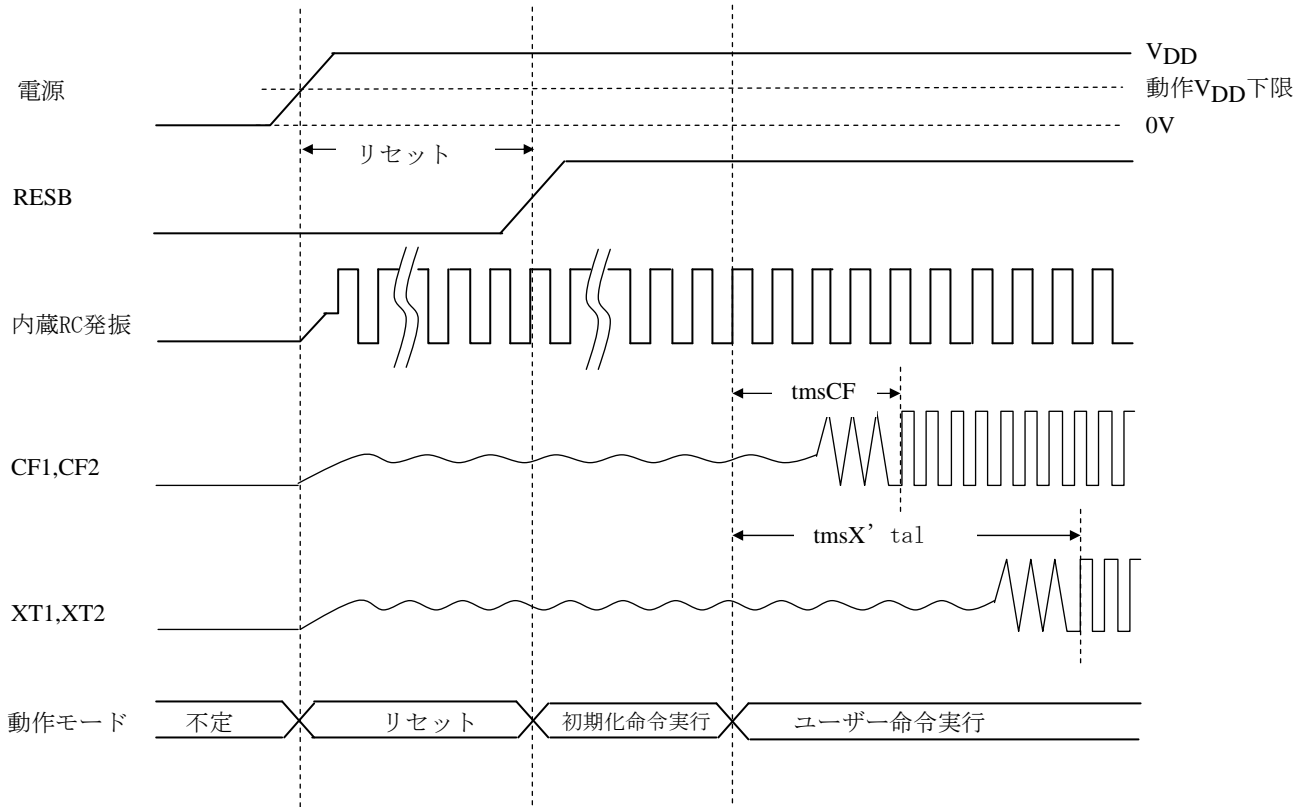 VDD
電源
動作VDD下限
0V
リセット
RESB
内蔵RC発振
tmsCF
CF1,CF2
tmsX’tal
XT1,XT2
動作モード
不定
リセット
初期化命令実行
ユーザー命令実行